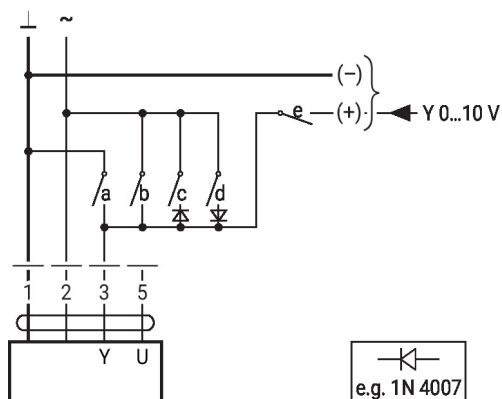 ⊥ ~
(–)
e (+) Y 0...10 V
a b c d
1 2 3 5
Y U
e.g. 1N 4007